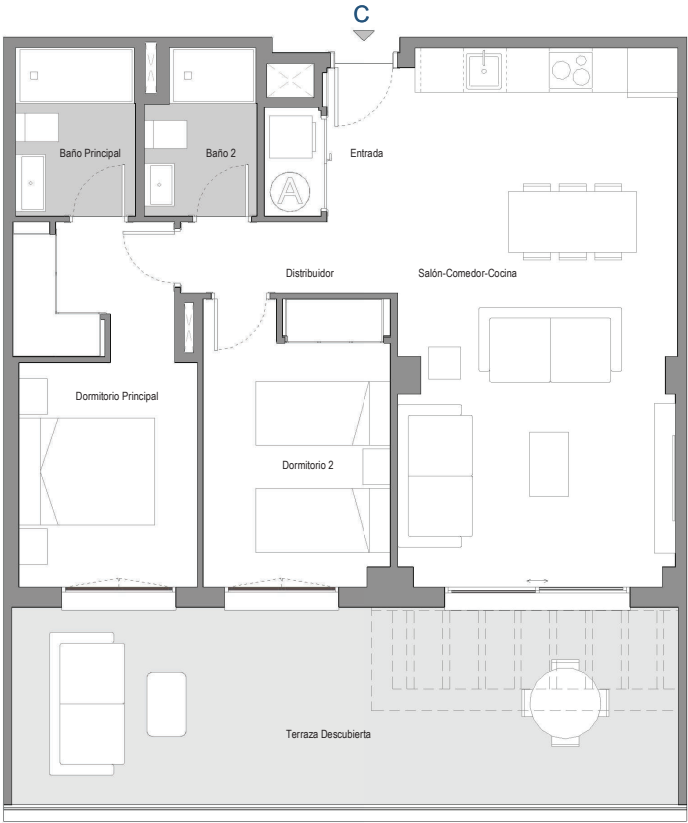 C
Baño Principal
Baño 2
Entrada
A
Distribuidor
Salón-Comedor-Cocina
Dormitorio Principal
Dormitorio 2
Terraza Descubierta